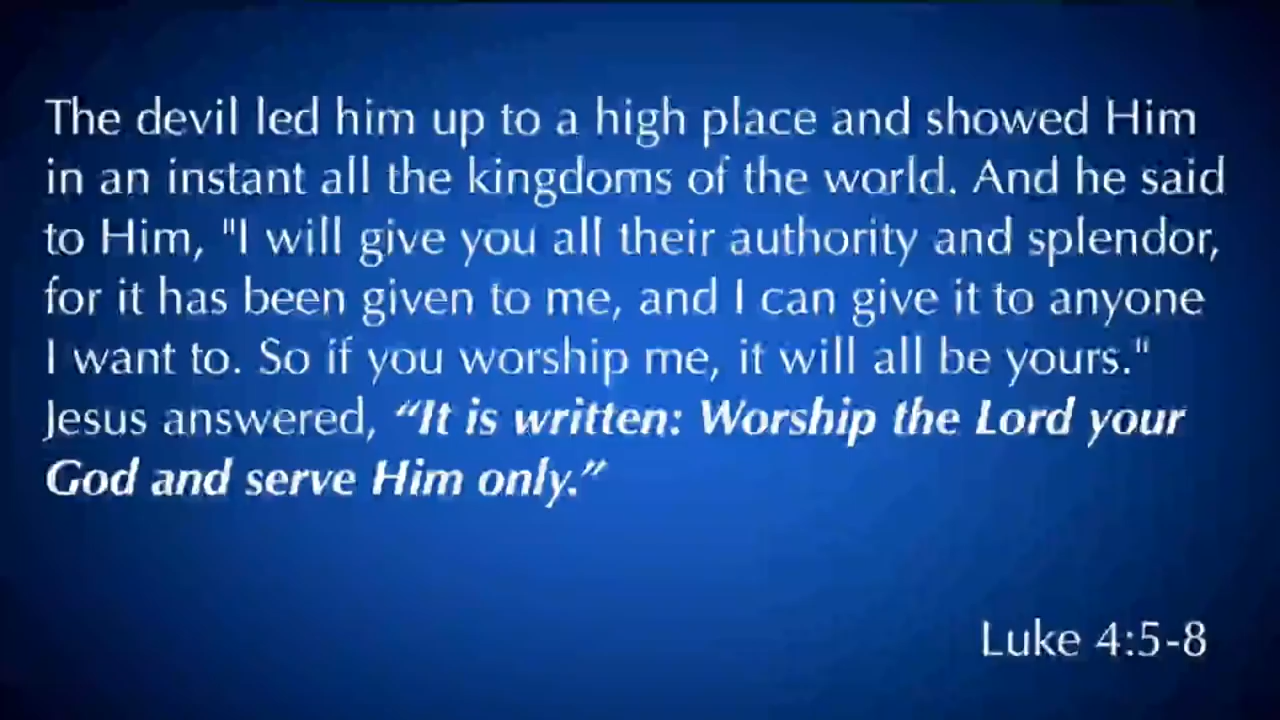 The devil led him up to a high place and showed Him
in an instant all the kingdoms of the world. And he said
to Him, "I will give you all their authority and splendor,
for it has been given to me, and I can give it to anyone
I want to. So if you worship me, it will all be yours."
Jesus answered, “It is written: Worship the Lord your
God and serve Him only.”
Luke 4:5-8